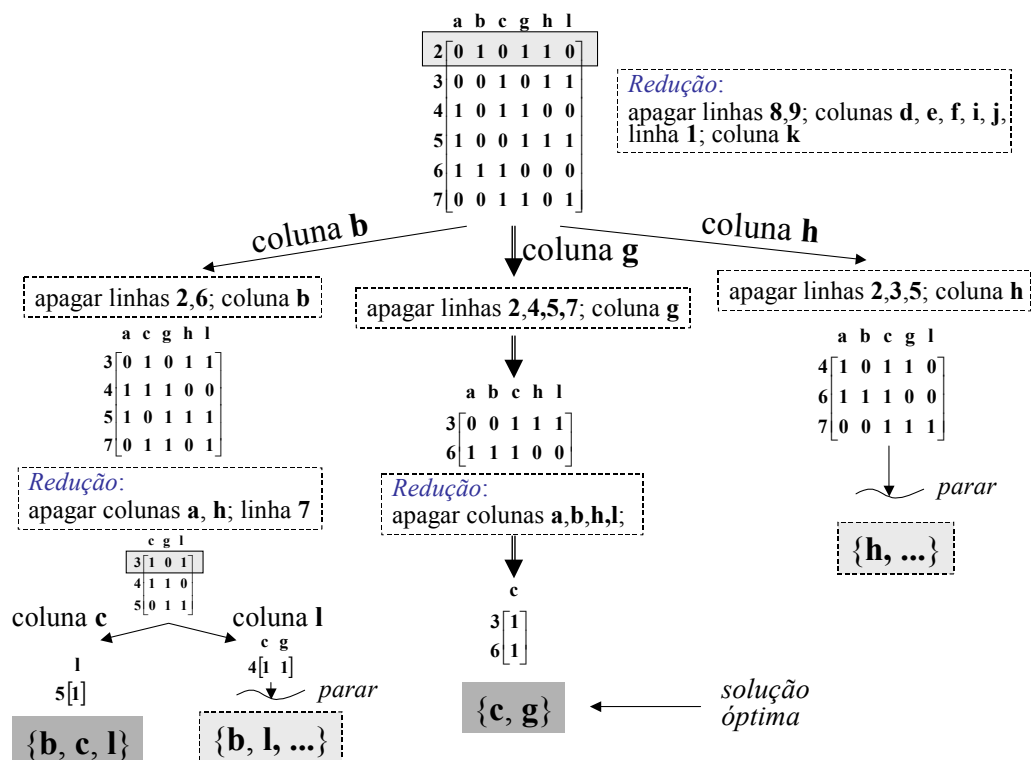 a b c g h l
2 0 1 0 1 1 0
3 0 0 1 0 1 1
4 1 0 1 1 0 0
5 1 0 0 1 1 1
6 1 1 1 0 0 0
7 0 0 1 1 0 1
Redução:
apagar linhas 8,9; colunas d, e, f, i, j,
linha 1; coluna k
coluna b
coluna g
coluna h
apagar linhas 2,6; coluna b
a c g h l
3 0 1 0 1 1
4 1 1 1 0 0
5 1 0 1 1 1
7 0 1 1 0 1
Redução:
apagar colunas a, h; linha 7
c g l
3 1 0 1
4 1 1 0
5 0 1 1
coluna c
coluna l
l
5[1]
{b, c, l}
c g
4[1 1]
parar
{b, l, ...}
apagar linhas 2,4,5,7; coluna g
a b c h l
3 0 0 1 1 1
6 1 1 1 0 0
Redução:
apagar colunas a,b,h,l;
c
3[1]
6[1]
{c, g}
solução
óptima
apagar linhas 2,3,5; coluna h
a b c g l
4 1 0 1 1 0
6 1 1 1 0 0
7 0 0 1 1 1
parar
{h, ...}